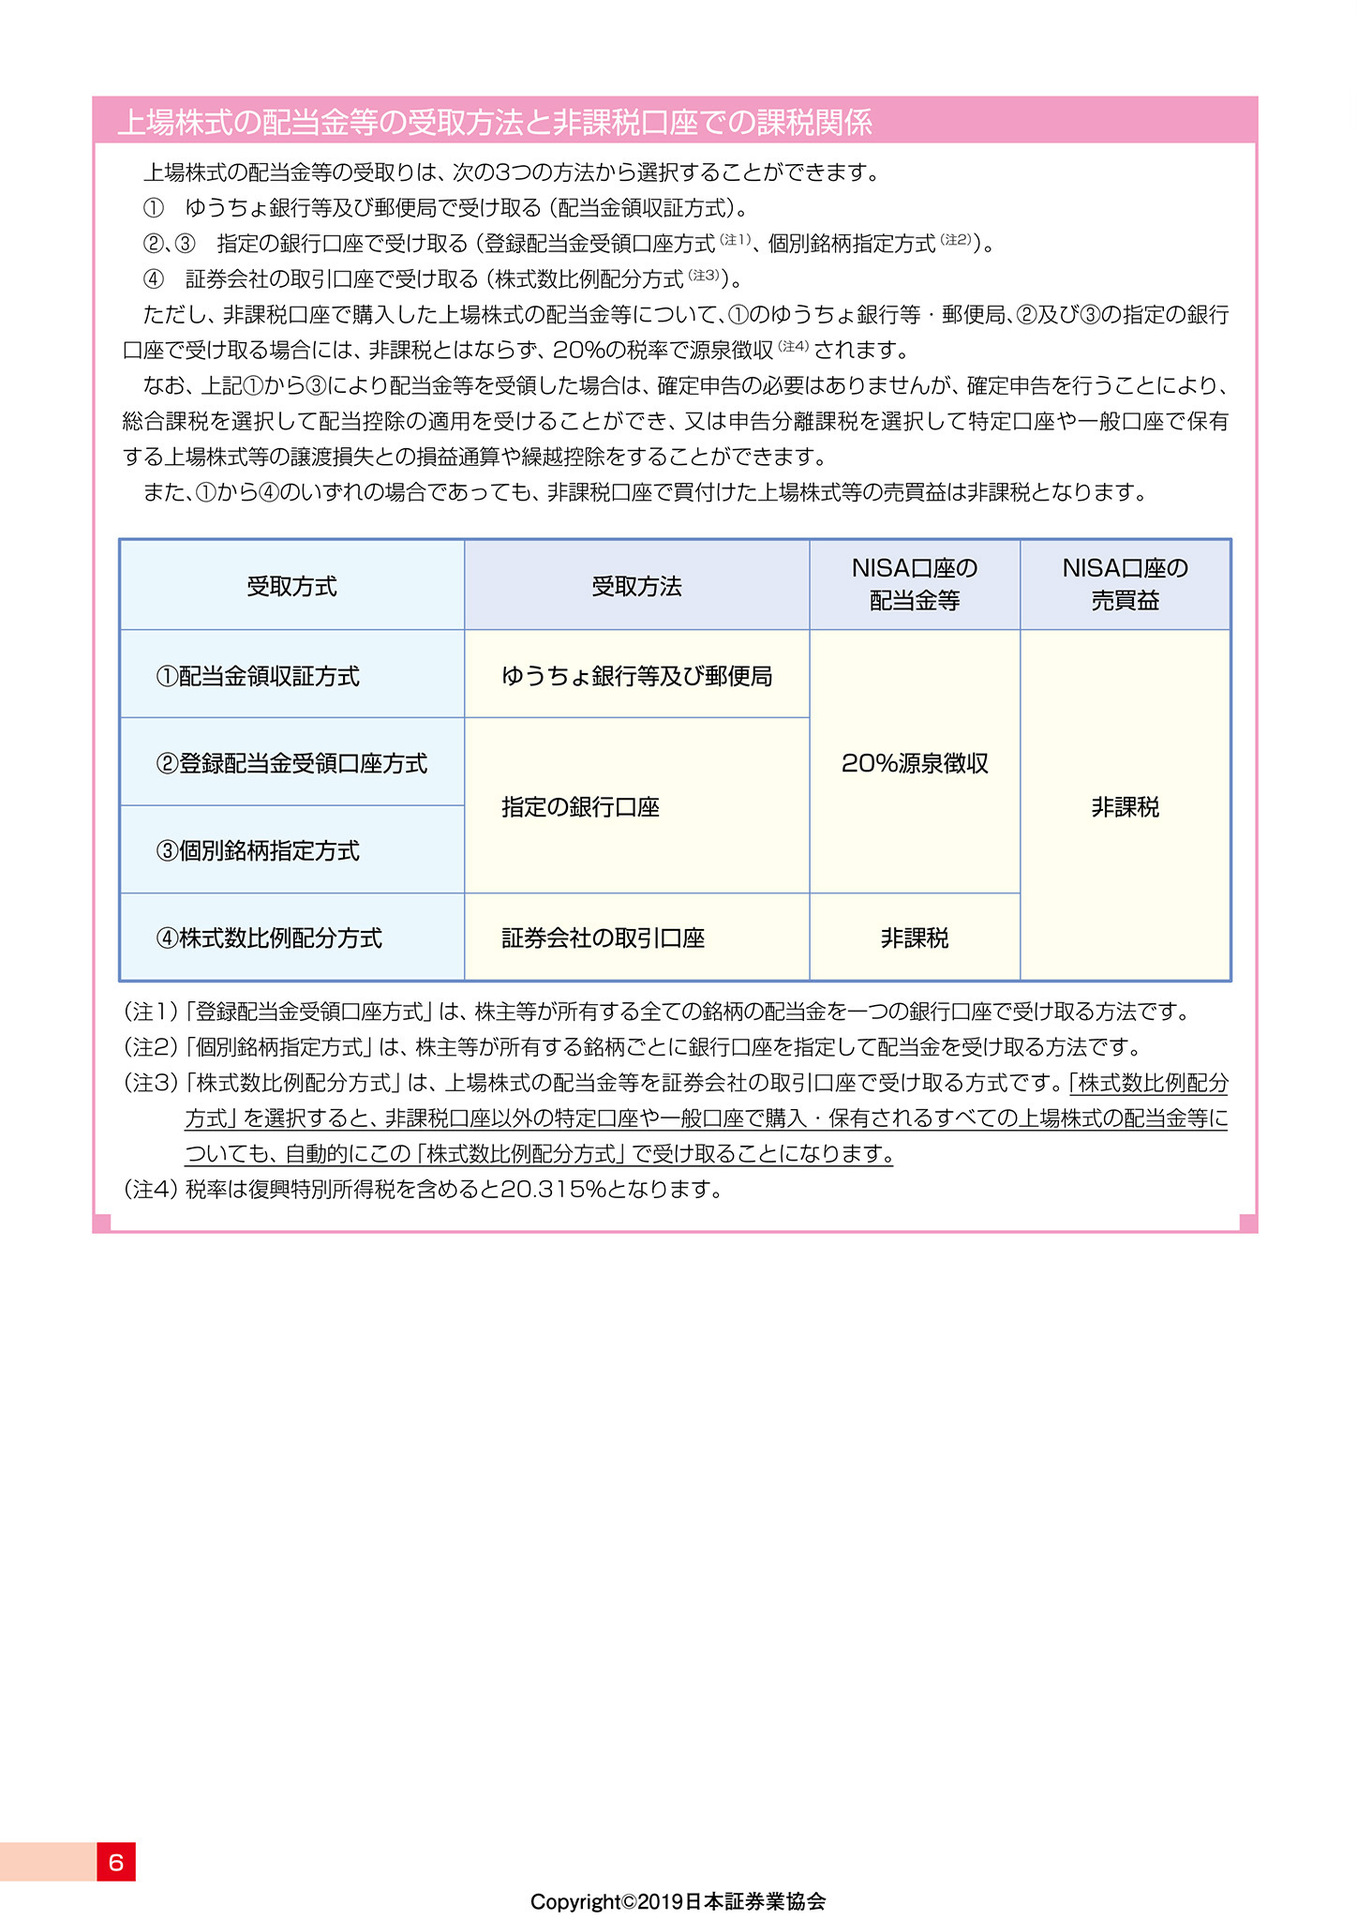 上場株式の配当金等の受取方法と非課税口座での課税関係
上場株式の配当金等の受取りは、次の3つの方法から選択することができます。
① ゆうちょ銀行等及び郵便局で受け取る（配当金領収証方式）。
②、③ 指定の銀行口座で受け取る（登録配当金受領口座方式（注1）、個別銘柄指定方式（注2））。
④ 証券会社の取引口座で受け取る（株式数比例配分方式（注3））。
ただし、非課税口座で購入した上場株式の配当金等について、①のゆうちょ銀行等・郵便局、②及び③の指定の銀行
口座で受け取る場合には、非課税とはならず、20%の税率で源泉徴収（注4）されます。
なお、上記①から③により配当金等を受領した場合は、確定申告の必要はありませんが、確定申告を行うことにより、
総合課税を選択して配当控除の適用を受けることができ、又は申告分離課税を選択して特定口座や一般口座で保有
する上場株式等の譲渡損失との損益通算や繰越控除をすることができます。
また、①から④のいずれの場合であっても、非課税口座で買付けた上場株式等の売買益は非課税となります。
受取方式
受取方法
NISA口座の
配当金等
NISA口座の
売買益
①配当金領収証方式
ゆうちょ銀行等及び郵便局
②登録配当金受領口座方式
20%源泉徴収
指定の銀行口座
非課税
③個別銘柄指定方式
④株式数比例配分方式
証券会社の取引口座
非課税
（注1）「登録配当金受領口座方式」は、株主等が所有する全ての銘柄の配当金を一つの銀行口座で受け取る方法です。
（注2）「個別銘柄指定方式」は、株主等が所有する銘柄ごとに銀行口座を指定して配当金を受け取る方法です。
（注3）「株式数比例配分方式」は、上場株式の配当金等を証券会社の取引口座で受け取る方式です。「株式数比例配分
方式」を選択すると、非課税口座以外の特定口座や一般口座で購入・保有されるすべての上場株式の配当金等に
ついても、自動的にこの「株式数比例配分方式」で受け取ることになります。
（注4）税率は復興特別所得税を含めると20.315%となります。
6
Copyright©2019日本証券業協会